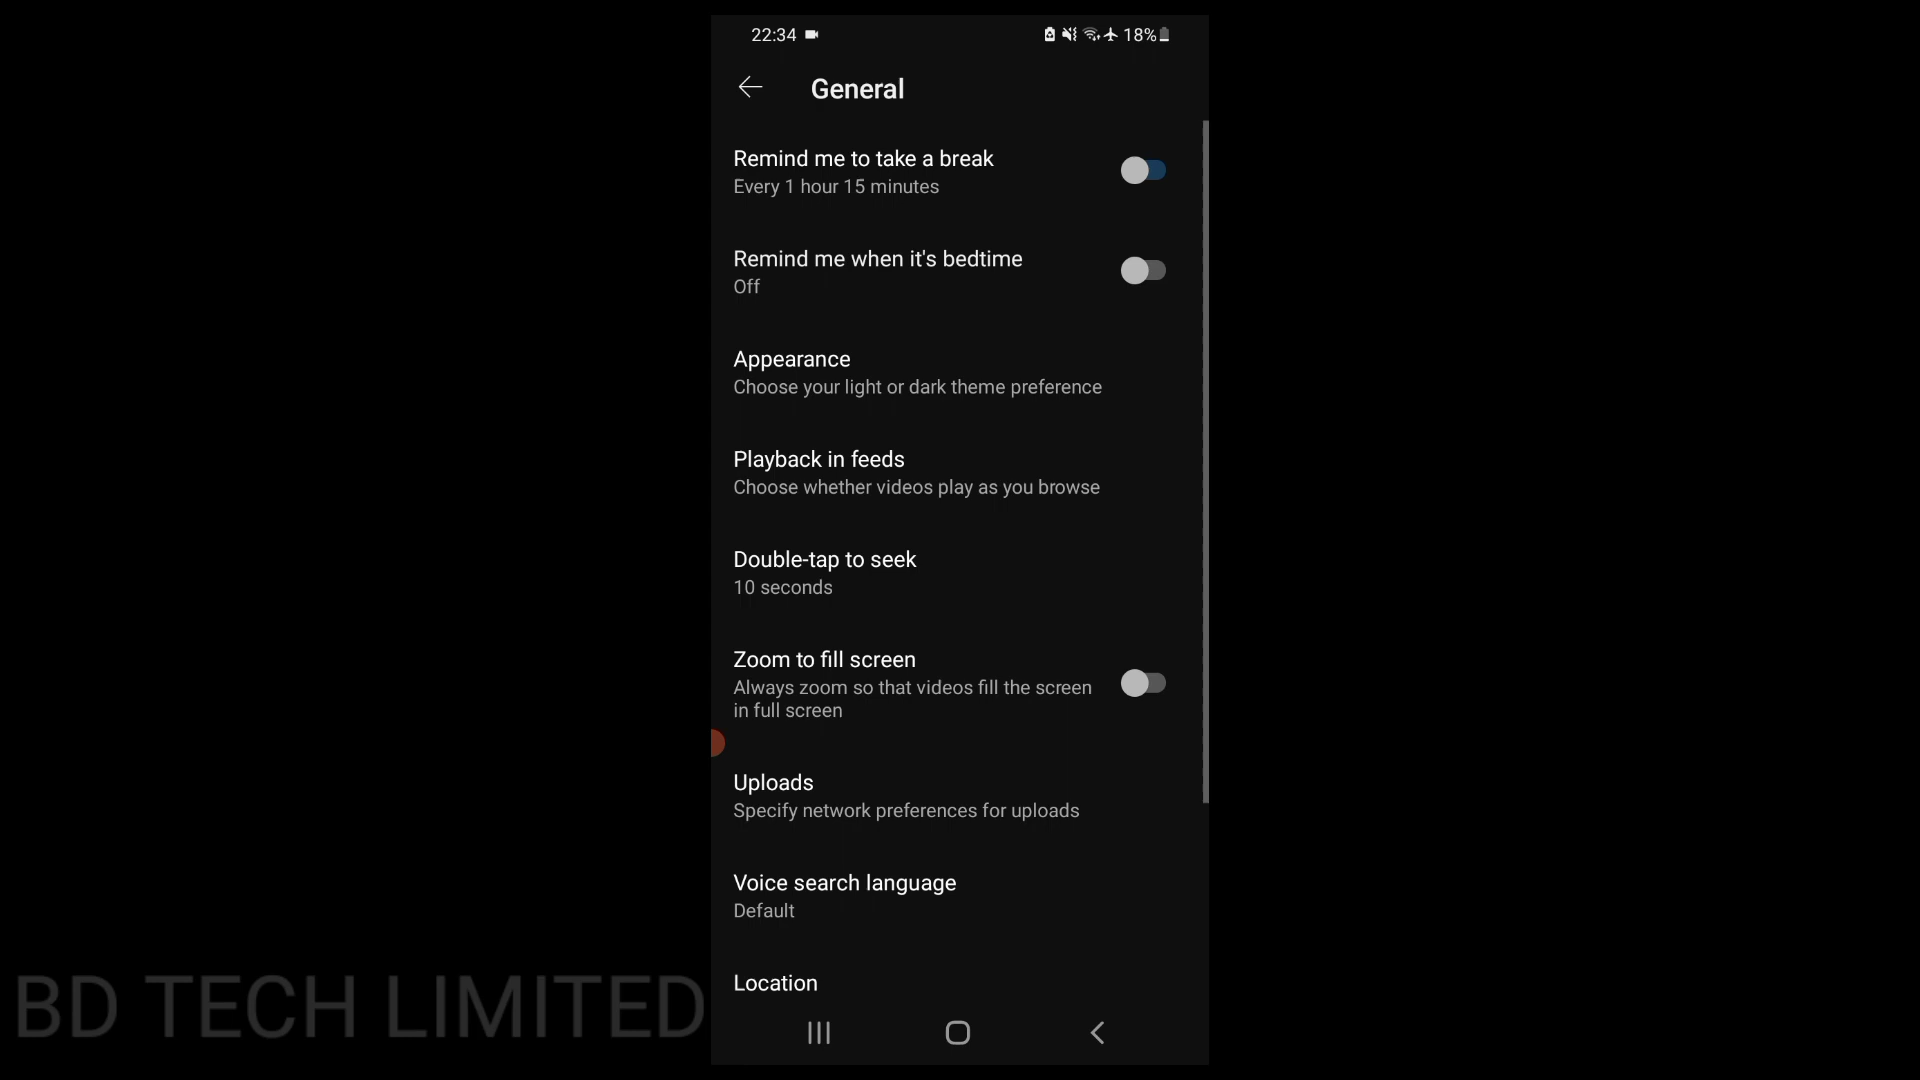 22:34
18%
General
Remind me to take a break
Every 1 hour 15 minutes
Remind me when it's bedtime
Off
Appearance
Choose your light or dark theme preference
Playback in feeds
Choose whether videos play as you browse
Double-tap to seek
10 seconds
Zoom to fill screen
Always zoom so that videos fill the screen
in full screen
Uploads
Specify network preferences for uploads
Voice search language
Default
Location
BD TECH LIMITED